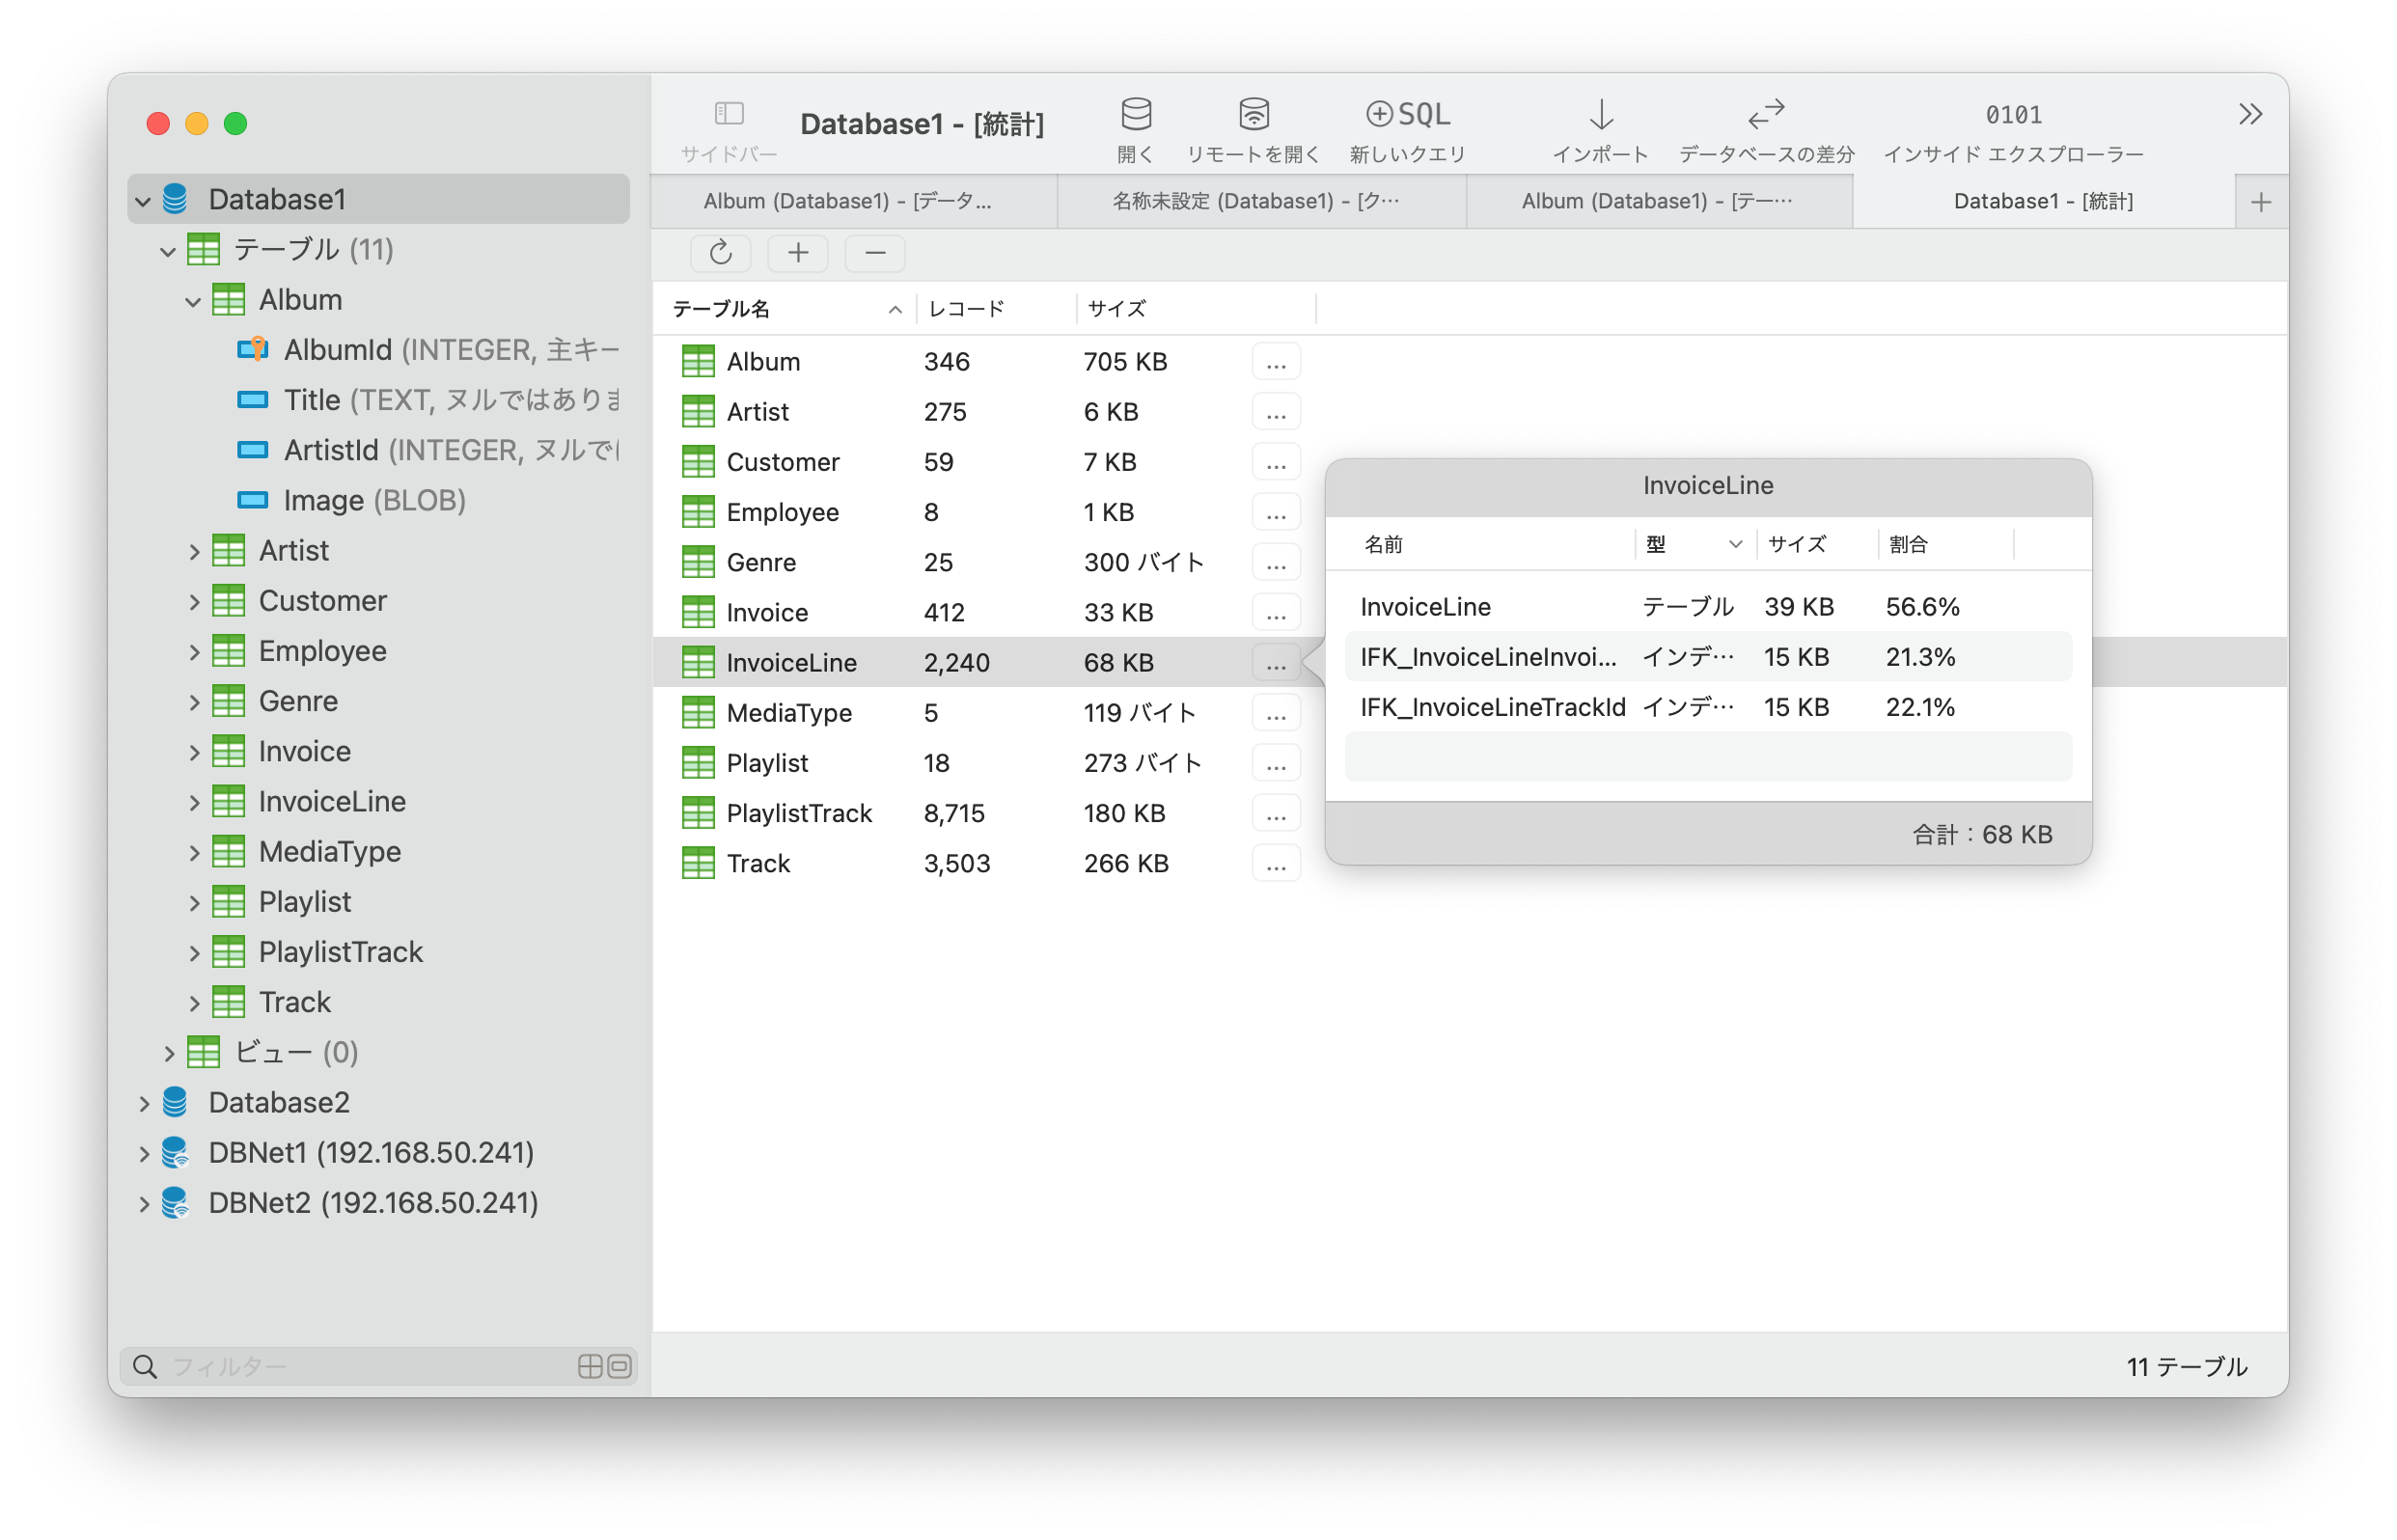 Database1
テーブル (11)
Album
AlbumId (INTEGER, 主キー
Title (TEXT, ヌルではありま
ArtistId (INTEGER, ヌルで
Image (BLOB)
Artist
Customer
Employee
Genre
Invoice
InvoiceLine
MediaType
Playlist
PlaylistTrack
Track
ビュー (0)
Database2
DBNet1 (192.168.50.241)
DBNet2 (192.168.50.241)
フィルター
サイドバー
Database1 - [統計]
開く
リモートを開く
SQL
新しいクエリ
インポート
データベースの差分
0101
インサイド エクスプローラー
Album (Database1) - [データ...
名称未設定 (Database1) - [ク…
Album (Database1) - [テー…
Database1 - [統計]
テーブル名 レコード サイズ
Album 346 705 KB ...
Artist 275 6 KB ...
Customer 59 7 KB ...
Employee 8 1 KB ...
Genre 25 300 バイト ...
Invoice 412 33 KB ...
InvoiceLine 2,240 68 KB ...
MediaType 5 119 バイト ...
Playlist 18 273 バイト ...
PlaylistTrack 8,715 180 KB ...
Track 3,503 266 KB ...
InvoiceLine
名前 型 サイズ 割合
InvoiceLine テーブル 39 KB 56.6%
IFK_InvoiceLineInvoi... インデ… 15 KB 21.3%
IFK_InvoiceLineTrackId インデ… 15 KB 22.1%
合計：68 KB
11 テーブル